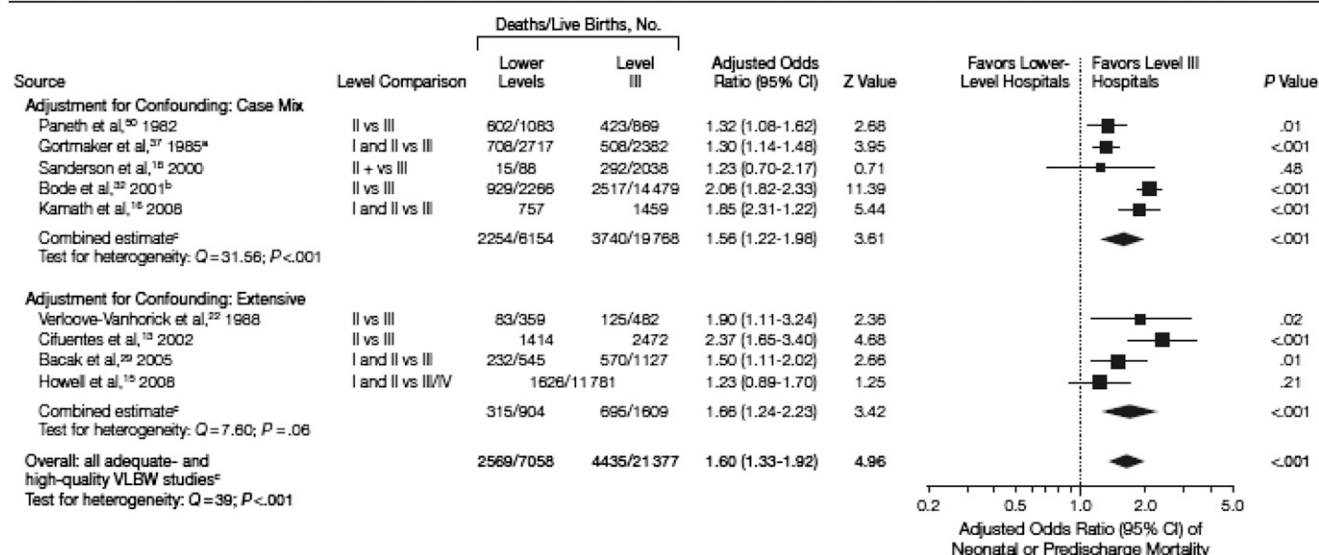 Deaths/Live Births, No.
Source Level Comparison Lower Levels Level III Adjusted Odds Ratio (95% CI) Z Value Favors Lower-Level Hospitals Favors Level III Hospitals P Value
Adjustment for Confounding: Case Mix
Paneth et al,⁵⁰ 1982 II vs III 602/1083 423/869 1.32 (1.08-1.62) 2.68 .01
Gortmaker et al,³⁷ 1985ᵃ I and II vs III 708/2717 508/2382 1.30 (1.14-1.48) 3.95 <.001
Sanderson et al,¹⁸ 2000 II + vs III 15/88 292/2038 1.23 (0.70-2.17) 0.71 .48
Bode et al,³² 2001ᵇ II vs III 929/2266 2517/14 479 2.06 (1.82-2.33) 11.39 <.001
Kamath et al,¹⁶ 2008 I and II vs III 757 1459 1.85 (2.31-1.22) 5.44 <.001
Combined estimateᶜ 2254/6154 3740/19 768 1.56 (1.22-1.98) 3.61 <.001
Test for heterogeneity: Q=31.56; P<.001
Adjustment for Confounding: Extensive
Verloove-Vanhorick et al,²² 1988 II vs III 83/359 125/482 1.90 (1.11-3.24) 2.36 .02
Cifuentes et al,¹³ 2002 II vs III 1414 2472 2.37 (1.65-3.40) 4.68 <.001
Bacak et al,²⁹ 2005 I and II vs III 232/545 570/1127 1.50 (1.11-2.02) 2.66 .01
Howell et al,¹⁵ 2008 I and II vs III/IV 1626/11 781 1.23 (0.89-1.70) 1.25 .21
Combined estimateᶜ 315/904 695/1609 1.66 (1.24-2.23) 3.42 <.001
Test for heterogeneity: Q=7.60; P=.06
Overall: all adequate- and
high-quality VLBW studiesᶜ 2569/7058 4435/21 377 1.60 (1.33-1.92) 4.96 <.001
Test for heterogeneity: Q=39; P<.001
0.2 0.5 1.0 2.0 5.0
Adjusted Odds Ratio (95% CI) of
Neonatal or Predischarge Mortality